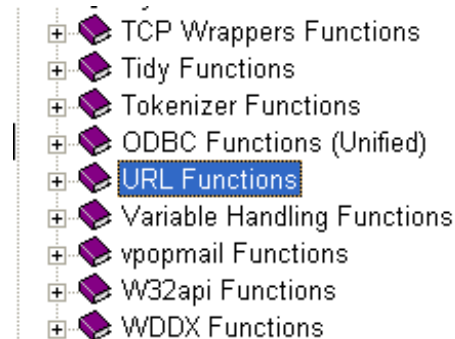 TCP Wrappers Functions
Tidy Functions
Tokenizer Functions
ODBC Functions (Unified)
URL Functions
Variable Handling Functions
vpopmail Functions
W32api Functions
WDDX Functions